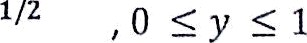 1/2 , 0 ≤ y ≤ 1